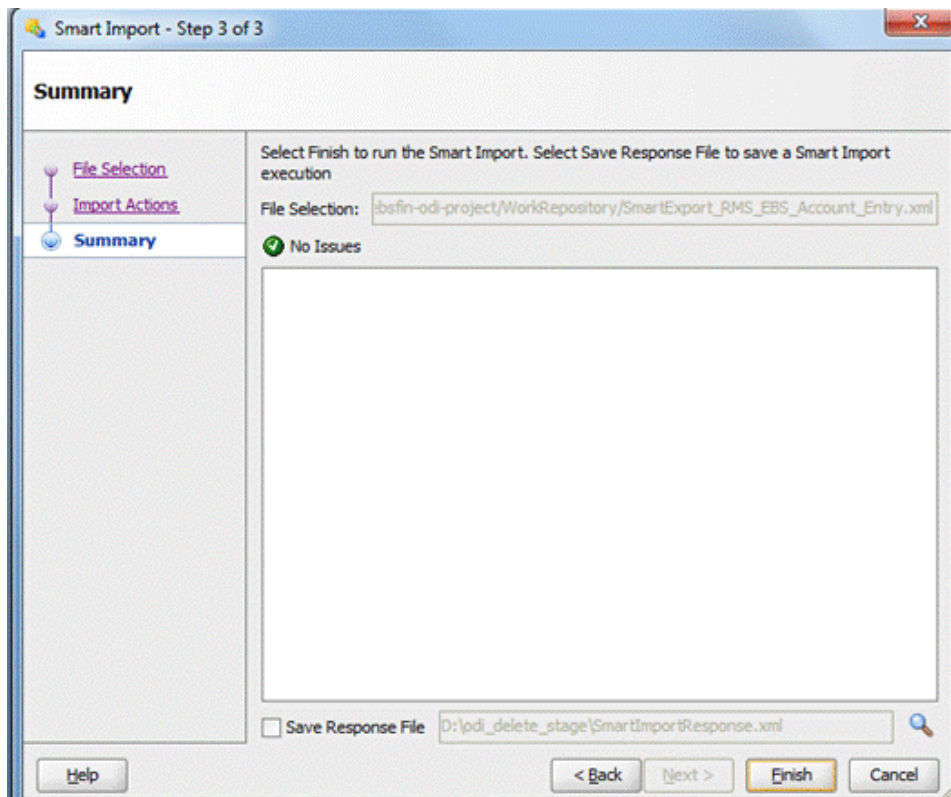 Smart Import - Step 3 of 3
Summary
File Selection
Import Actions
Summary
Select Finish to run the Smart Import. Select Save Response File to save a Smart Import
execution
File Selection: ebsfin-odi-project/WorkRepository/SmartExport_RMS_EBS_Account_Entry.xml
No Issues
Save Response File D:\odi_delete_stage\SmartImportResponse.xml
Help < Back Next > Finish Cancel